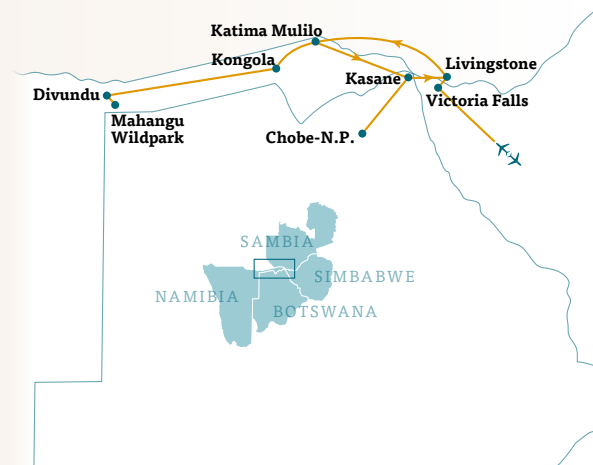 Katima Mulilo
Kongola
Livingstone
Kasane
Divundu
Victoria Falls
Mahangu
Wildpark
Chobe-N.P.
SAMBIA
SIMBABWE
NAMIBIA
BOTSWANA